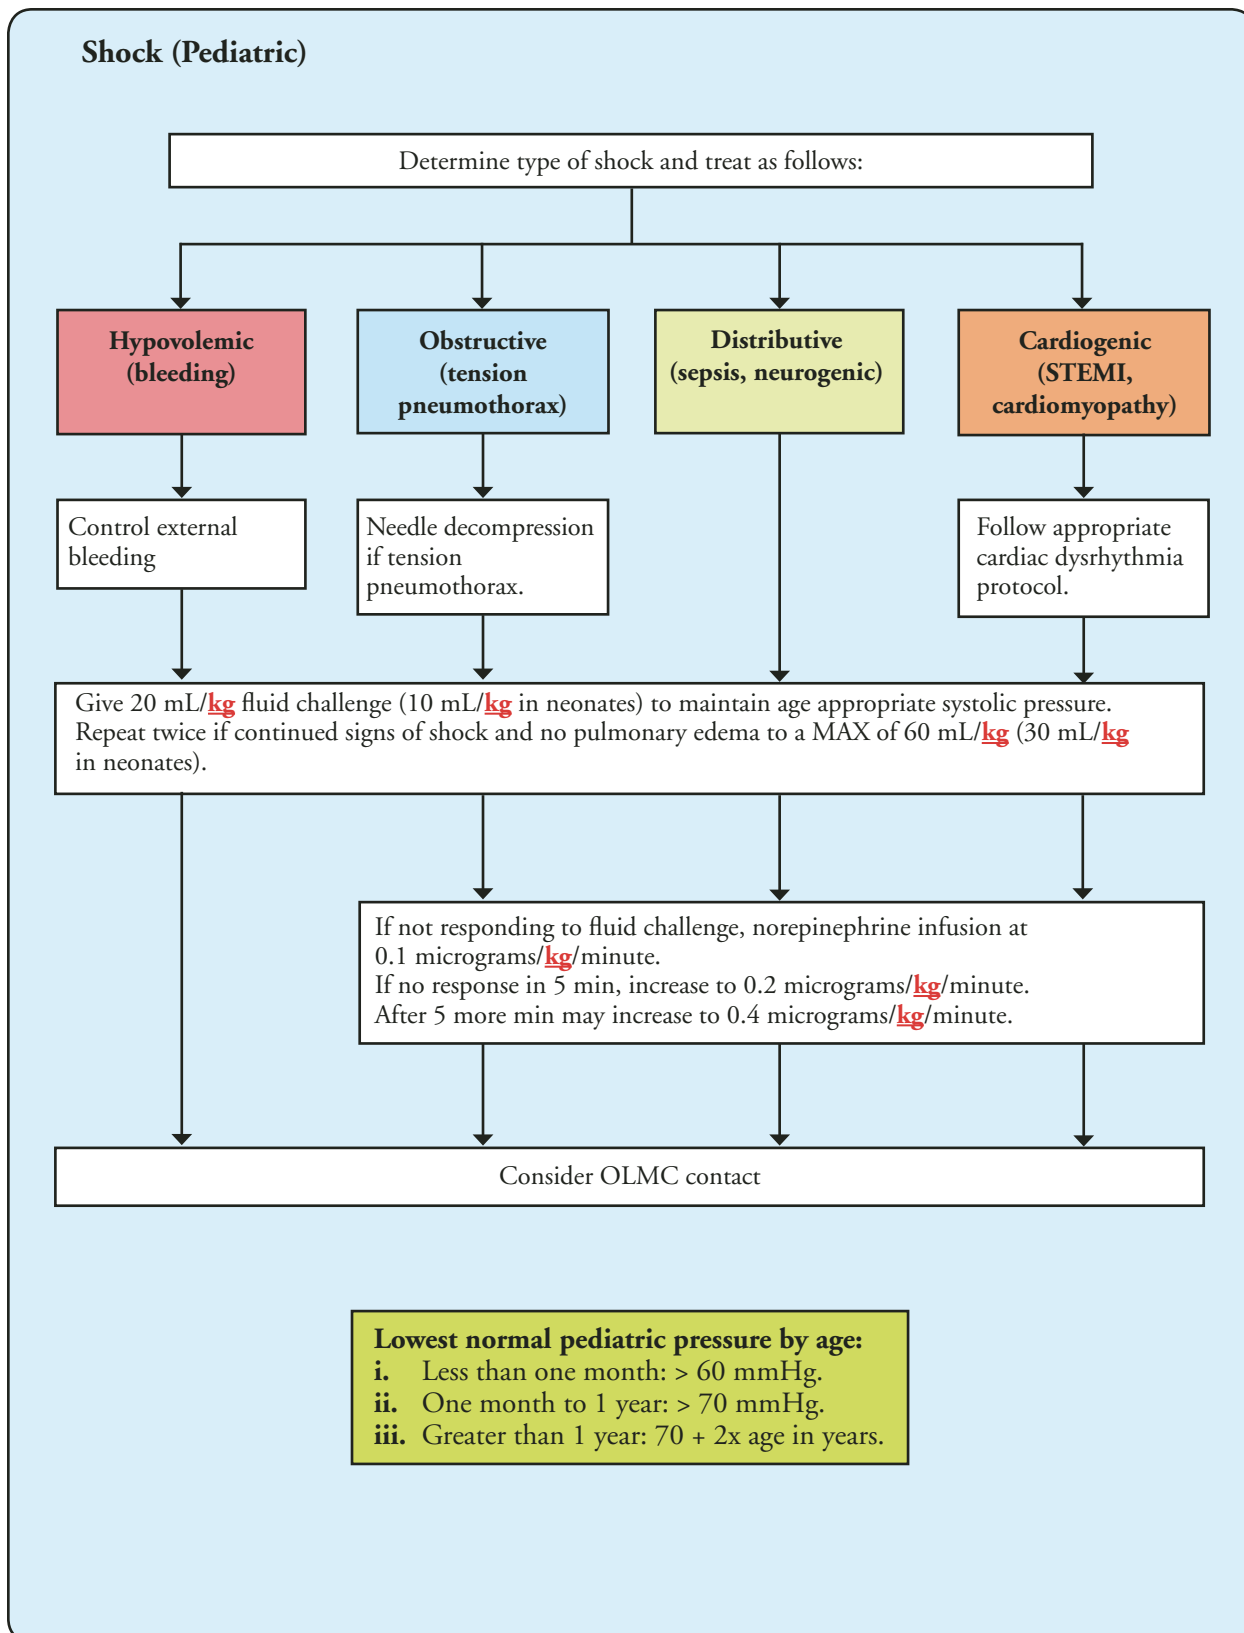 Shock (Pediatric)
Determine type of shock and treat as follows:
Hypovolemic
(bleeding)
Obstructive
(tension
pneumothorax)
Distributive
(sepsis, neurogenic)
Cardiogenic
(STEMI,
cardiomyopathy)
Control external
bleeding
Needle decompression
if tension
pneumothorax.
Follow appropriate
cardiac dysrhythmia
protocol.
Give 20 mL/kg fluid challenge (10 mL/kg in neonates) to maintain age appropriate systolic pressure.
Repeat twice if continued signs of shock and no pulmonary edema to a MAX of 60 mL/kg (30 mL/kg
in neonates).
If not responding to fluid challenge, norepinephrine infusion at
0.1 micrograms/kg/minute.
If no response in 5 min, increase to 0.2 micrograms/kg/minute.
After 5 more min may increase to 0.4 micrograms/kg/minute.
Consider OLMC contact
Lowest normal pediatric pressure by age:
i. Less than one month: > 60 mmHg.
ii. One month to 1 year: > 70 mmHg.
iii. Greater than 1 year: 70 + 2x age in years.